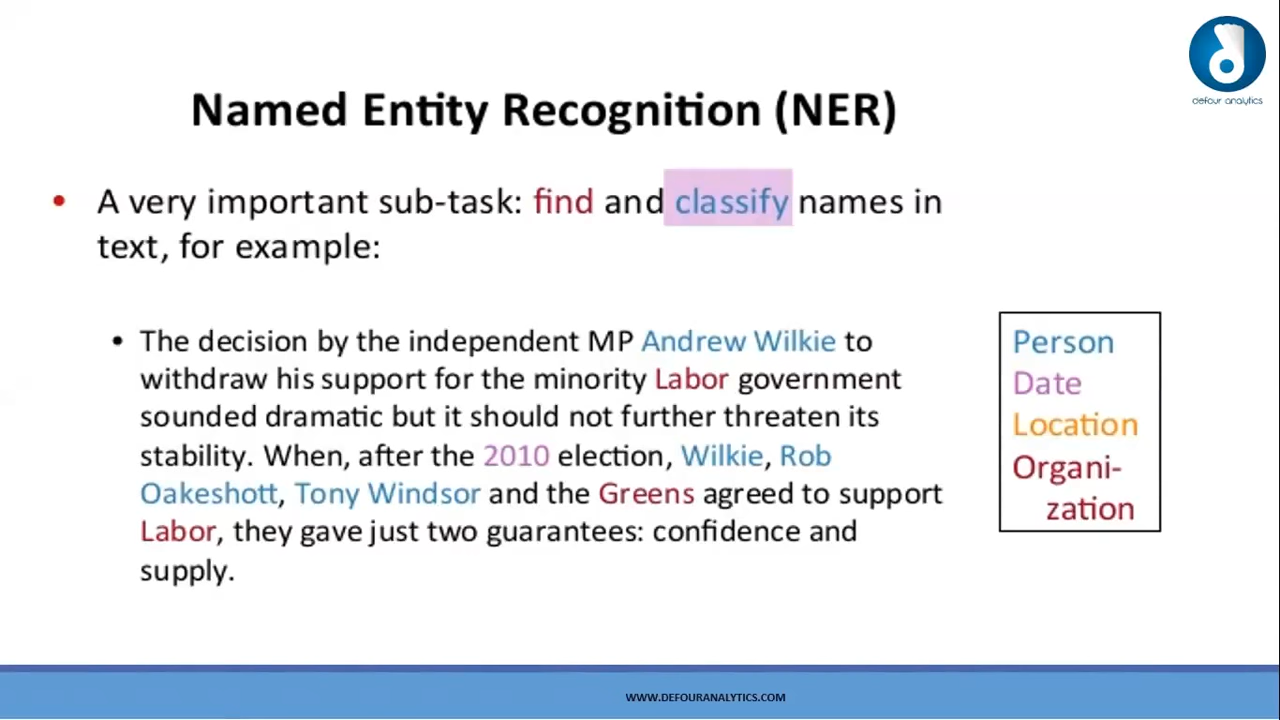 defour analytics
Named Entity Recognition (NER)
• A very important sub-task: find and classify names in
text, for example:
• The decision by the independent MP Andrew Wilkie to
withdraw his support for the minority Labor government
sounded dramatic but it should not further threaten its
stability. When, after the 2010 election, Wilkie, Rob
Oakeshott, Tony Windsor and the Greens agreed to support
Labor, they gave just two guarantees: confidence and
supply.
Person
Date
Location
Organi-
zation
WWW.DEFOURANALYTICS.COM